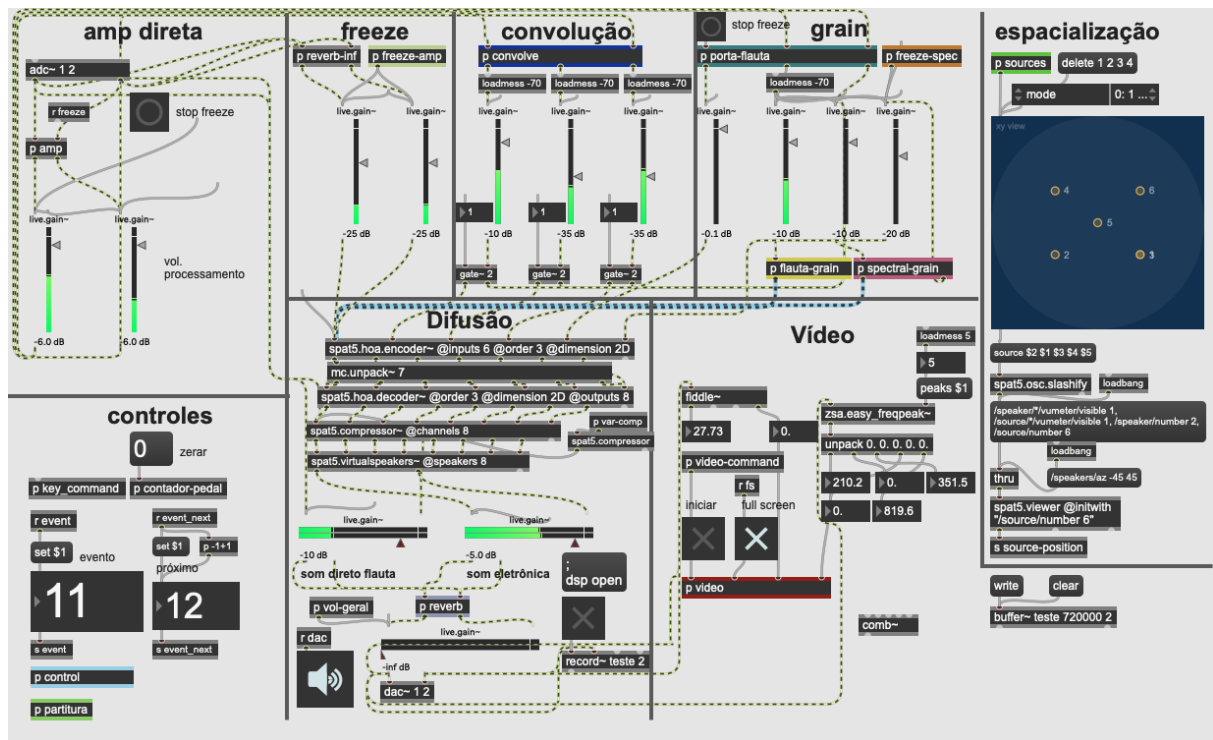 amp direta
adc~ 1 2
r freeze
stop freeze
p amp
live.gain~
live.gain~
vol.
processamento
-6.0 dB
-6.0 dB
freeze
p reverb-inf
p freeze-amp
live.gain~
live.gain~
-25 dB
-25 dB
convolução
p convolve
loadmess -70
loadmess -70
loadmess -70
live.gain~
live.gain~
live.gain~
1
1
1
-10 dB
-35 dB
-35 dB
gate~ 2
gate~ 2
gate~ 2
stop freeze
grain
p porta-flauta
p freeze-spec
loadmess -70
live.gain~
live.gain~
live.gain~
live.gain~
-0.1 dB
-10 dB
-10 dB
-20 dB
p flauta-grain
p spectral-grain
espacialização
p sources
delete 1 2 3 4
mode
0: 1 ...
xy view
4
6
5
2
3
source $2 $1 $3 $4 $5
spat5.osc.slashify
loadbang
/speaker/*/vumeter/visible 1,
/source/*/vumeter/visible 1, /speaker/number 2,
/source/number 6
loadbang
thru
/speakers/az -45 45
spat5.viewer @initwith
"/source/number 6"
s source-position
write
clear
buffer~ teste 720000 2
controles
0
zerar
p key_command
p contador-pedal
r event
r event_next
set $1
evento
set $1
p -1+1
próximo
11
12
s event
s event_next
p control
p partitura
Difusão
spat5.hoa.encoder~ @inputs 6 @order 3 @dimension 2D
mc.unpack~ 7
spat5.hoa.decoder~ @order 3 @dimension 2D @outputs 8
p var-comp
spat5.compressor~ @channels 8
spat5.compressor
spat5.virtualspeakers~ @speakers 8
live.gain~
live.gain~
-10 dB
-5.0 dB
som direto flauta
som eletrônica
;
dsp open
p vol-geral
p reverb
r dac
live.gain~
-inf dB
record~ teste 2
dac~ 1 2
Vídeo
loadmess 5
5
peaks $1
fiddle~
zsa.easy_freqpeak~
27.73
0.
unpack 0. 0. 0. 0. 0.
p video-command
r fs
210.2
0.
351.5
iniciar
full screen
0.
819.6
p video
comb~